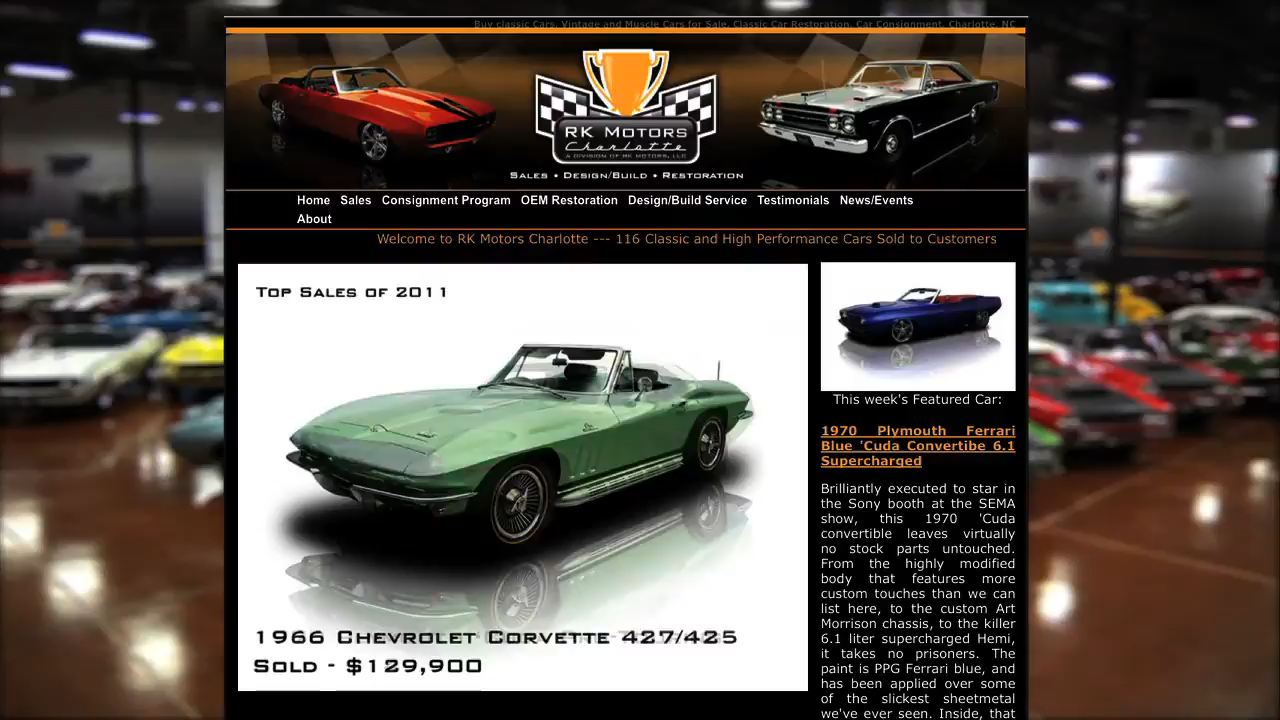 Buy classic Cars, Vintage and Muscle Cars for Sale, Classic Car Restoration, Car Consignment, Charlotte, NC
RK Motors
Charlotte
A Division of RK Motors, LLC
Sales • Design/Build • Restoration
Home Sales Consignment Program OEM Restoration Design/Build Service Testimonials News/Events
About
Welcome to RK Motors Charlotte --- 116 Classic and High Performance Cars Sold to Customers
Top Sales of 2011
1966 Chevrolet Corvette 427/425
Sold - $129,900
This week's Featured Car:
1970 Plymouth Ferrari
Blue 'Cuda Convertibe 6.1
Supercharged
Brilliantly executed to star in
the Sony booth at the SEMA
show, this 1970 'Cuda
convertible leaves virtually
no stock parts untouched.
From the highly modified
body that features more
custom touches than we can
list here, to the custom Art
Morrison chassis, to the killer
6.1 liter supercharged Hemi,
it takes no prisoners. The
paint is PPG Ferrari blue, and
has been applied over some
of the slickest sheetmetal
we've ever seen. Inside, that